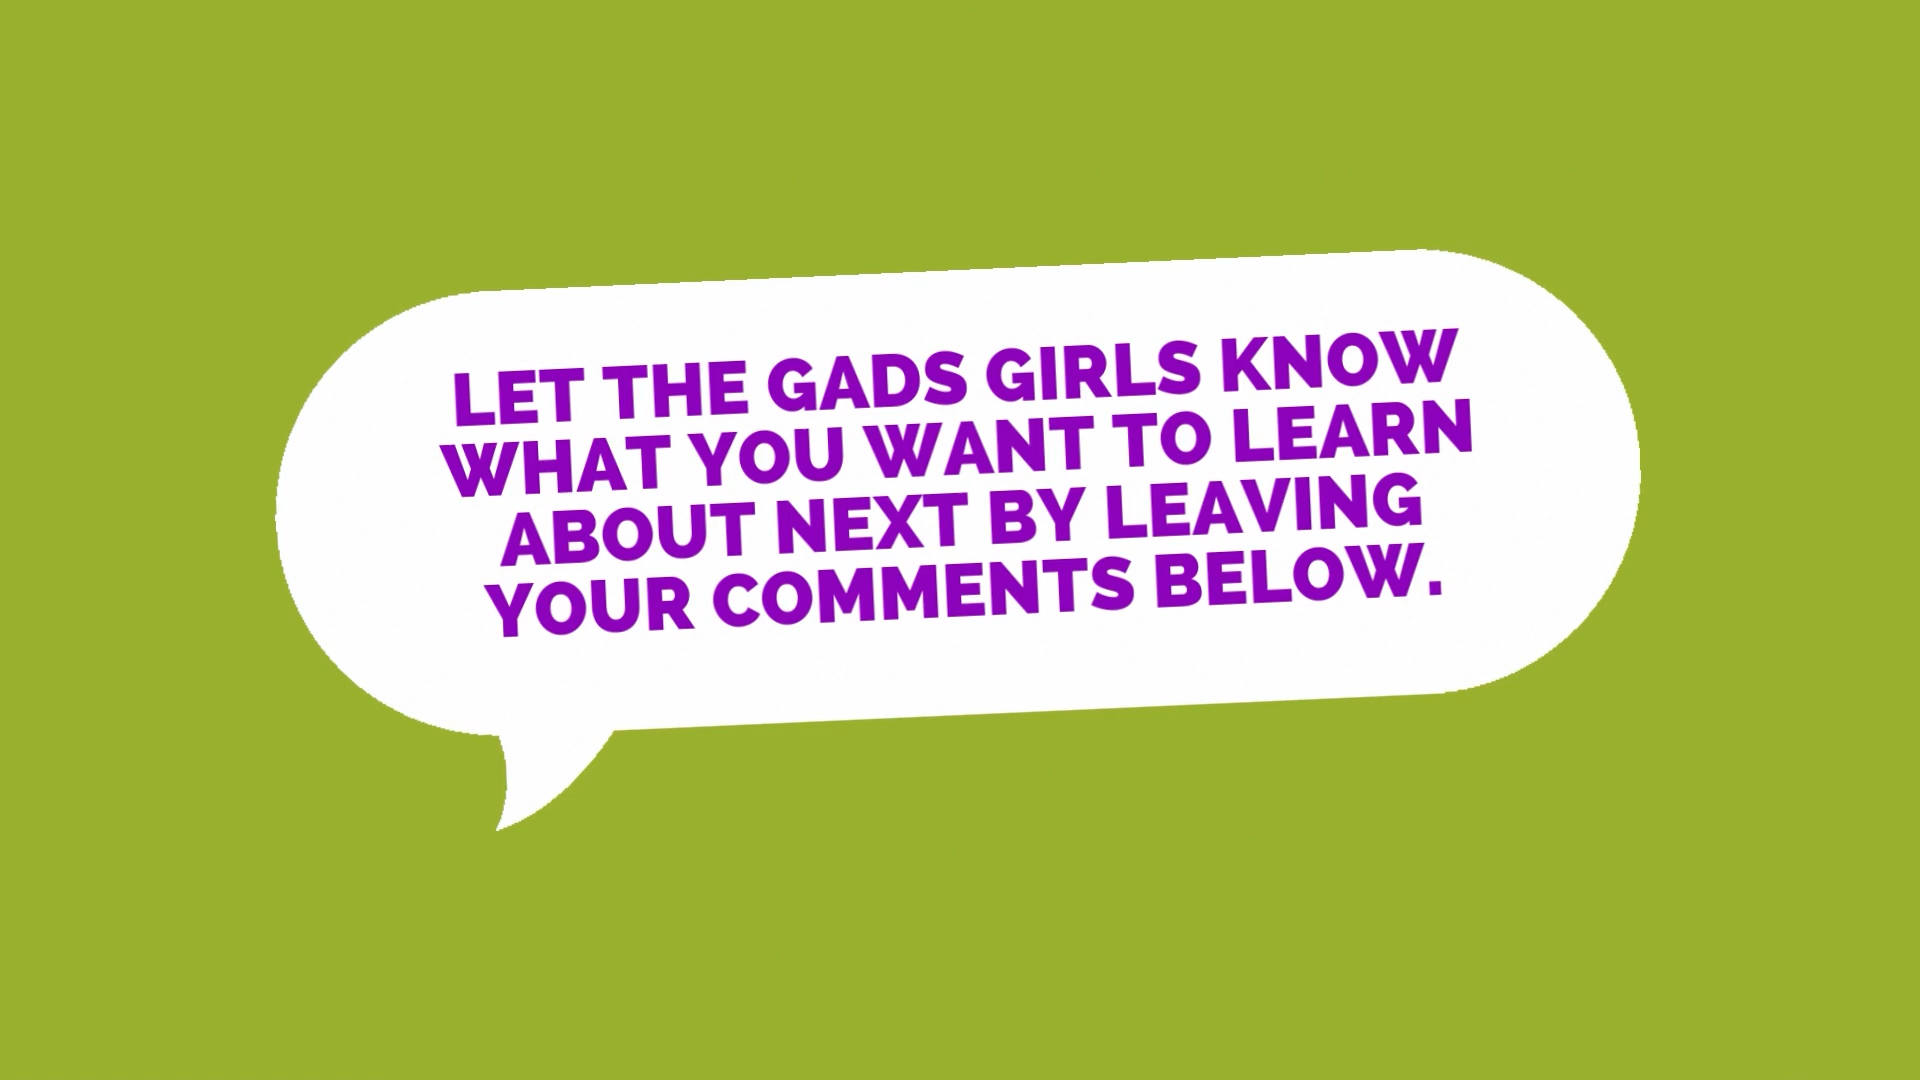 LET THE GADS GIRLS KNOW
WHAT YOU WANT TO LEARN
ABOUT NEXT BY LEAVING
YOUR COMMENTS BELOW.